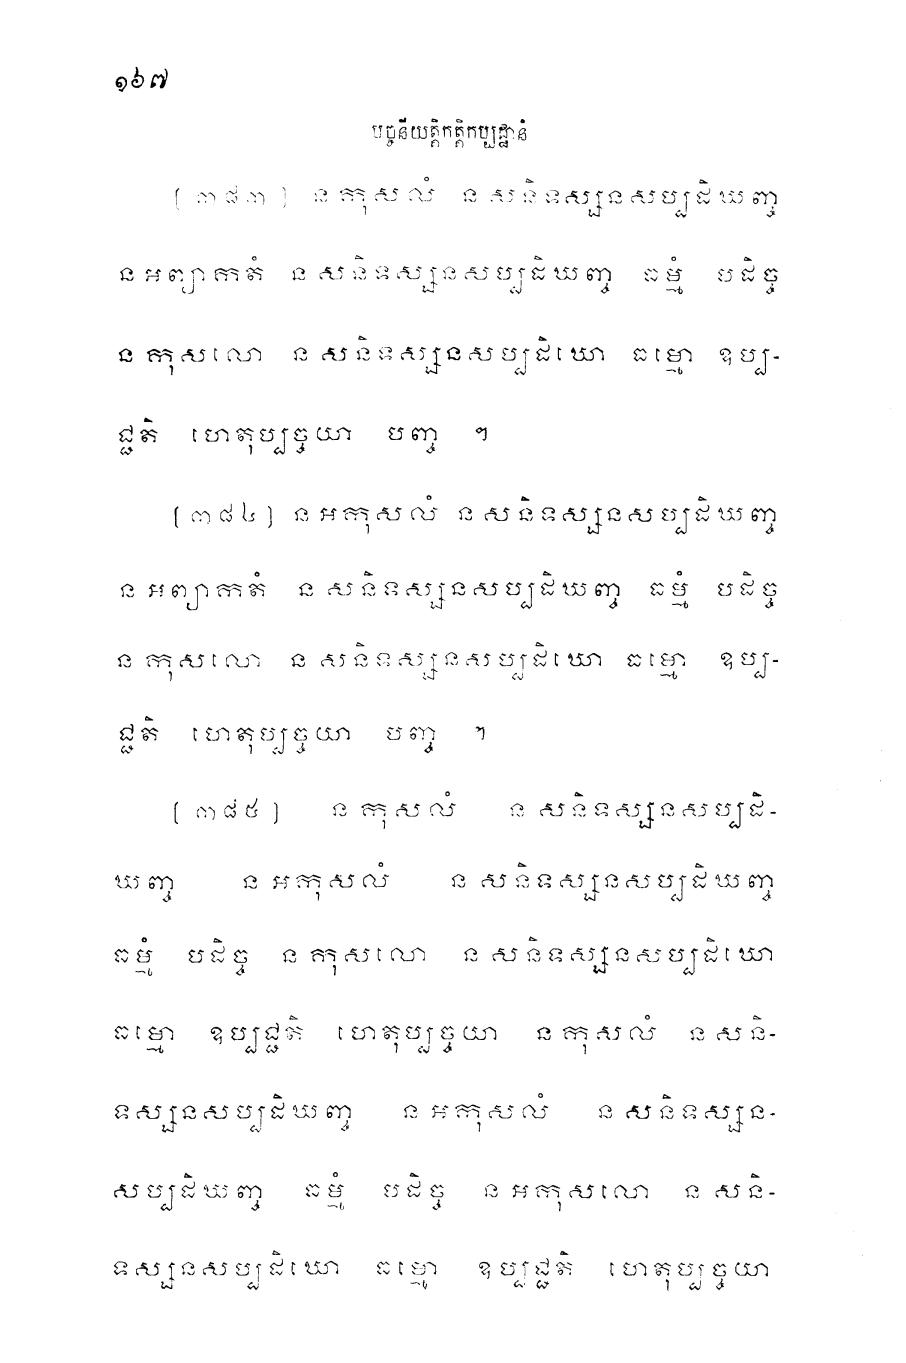 ១៦៧
បច្ចនីយត្តិកត្តិកប្បដ្ឋានំ
[៣៨៣] ន កុសលំ ន សនិទស្សនសប្បដិឃញ្ច
ន អព្យាកតំ ន សនិទស្សនសប្បដិឃញ្ច ធម្មំ បដិច្ច
ន កុសលោ ន សនិទស្សនសប្បដិឃោ ធម្មោ ឧប្ប-
ជ្ជតិ ហេតុប្បច្ចយា បញ្ច ។
[៣៨៤] ន អកុសលំ ន សនិទស្សនសប្បដិឃញ្ច
ន អព្យាកតំ ន សនិទស្សនសប្បដិឃញ្ច ធម្មំ បដិច្ច
ន កុសលោ ន សនិទស្សនសប្បដិឃោ ធម្មោ ឧប្ប-
ជ្ជតិ ហេតុប្បច្ចយា បញ្ច ។
[៣៨៥] ន កុសលំ ន សនិទស្សនសប្បដិ-
ឃញ្ច ន អកុសលំ ន សនិទស្សនសប្បដិឃញ្ច
ធម្មំ បដិច្ច ន កុសលោ ន សនិទស្សនសប្បដិឃោ
ធម្មោ ឧប្បជ្ជតិ ហេតុប្បច្ចយា ន កុសលំ ន សនិ-
ទស្សនសប្បដិឃញ្ច ន អកុសលំ ន សនិទស្សន-
សប្បដិឃញ្ច ធម្មំ បដិច្ច ន អកុសលោ ន សនិ-
ទស្សនសប្បដិឃោ ធម្មោ ឧប្បជ្ជតិ ហេតុប្បច្ចយា